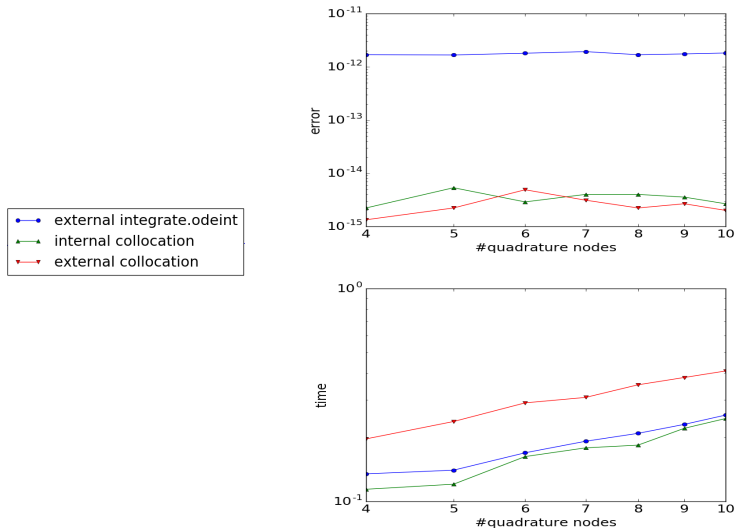 10^-11
10^-12
10^-13
10^-14
10^-15
error
4 5 6 7 8 9 10
#quadrature nodes
external integrate.odeint
internal collocation
external collocation
10^0
10^-1
time
4 5 6 7 8 9 10
#quadrature nodes